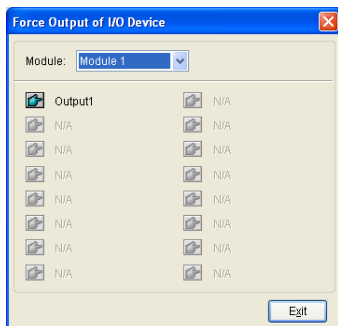 Force Output of I/O Device
Module: Module 1
Output1 N/A
N/A N/A
N/A N/A
N/A N/A
N/A N/A
N/A N/A
N/A N/A
N/A N/A
Exit